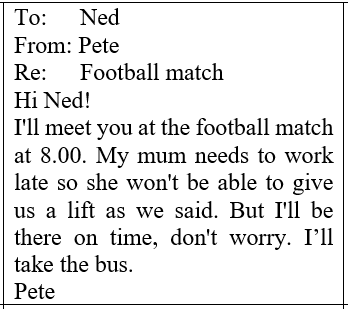 To: Ned
From: Pete
Re: Football match
Hi Ned!
I'll meet you at the football match
at 8.00. My mum needs to work
late so she won't be able to give
us a lift as we said. But I'll be
there on time, don't worry. I’ll
take the bus.
Pete